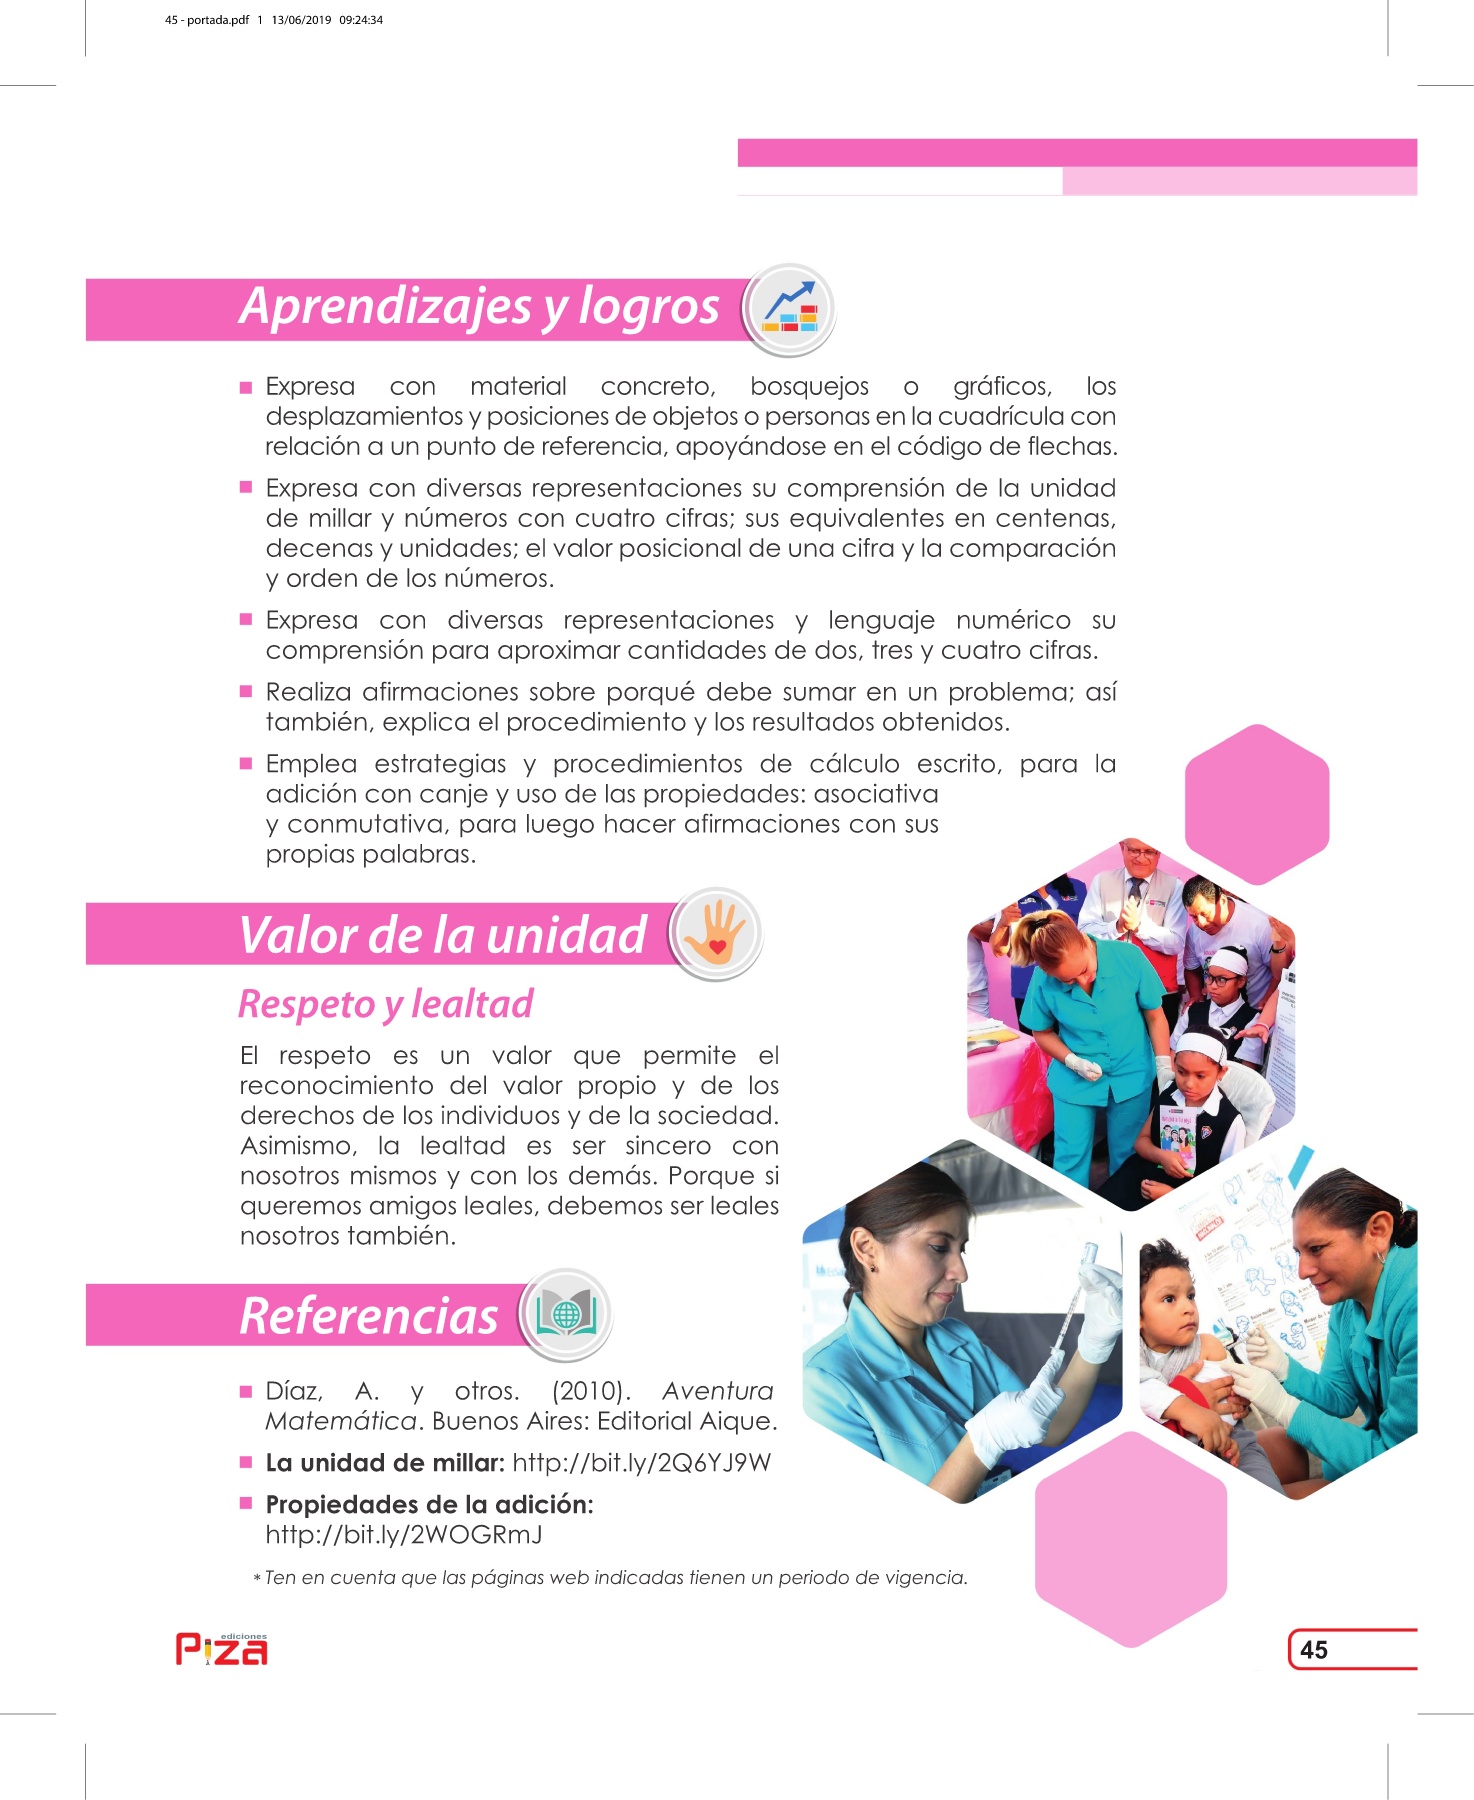 45 - portada.pdf 1 13/06/2019 09:24:34
Aprendizajes y logros
Expresa con material concreto, bosquejos o gráficos, los
desplazamientos y posiciones de objetos o personas en la cuadrícula con
relación a un punto de referencia, apoyándose en el código de flechas.
Expresa con diversas representaciones su comprensión de la unidad
de millar y números con cuatro cifras; sus equivalentes en centenas,
decenas y unidades; el valor posicional de una cifra y la comparación
y orden de los números.
Expresa con diversas representaciones y lenguaje numérico su
comprensión para aproximar cantidades de dos, tres y cuatro cifras.
Realiza afirmaciones sobre porqué debe sumar en un problema; así
también, explica el procedimiento y los resultados obtenidos.
Emplea estrategias y procedimientos de cálculo escrito, para la
adición con canje y uso de las propiedades: asociativa
y conmutativa, para luego hacer afirmaciones con sus
propias palabras.
Valor de la unidad
Respeto y lealtad
El respeto es un valor que permite el
reconocimiento del valor propio y de los
derechos de los individuos y de la sociedad.
Asimismo, la lealtad es ser sincero con
nosotros mismos y con los demás. Porque si
queremos amigos leales, debemos ser leales
nosotros también.
Referencias
Díaz, A. y otros. (2010). Aventura
Matemática. Buenos Aires: Editorial Aique.
La unidad de millar: http://bit.ly/2Q6YJ9W
Propiedades de la adición:
http://bit.ly/2WOGRmJ
* Ten en cuenta que las páginas web indicadas tienen un periodo de vigencia.
ediciones
Piza
45